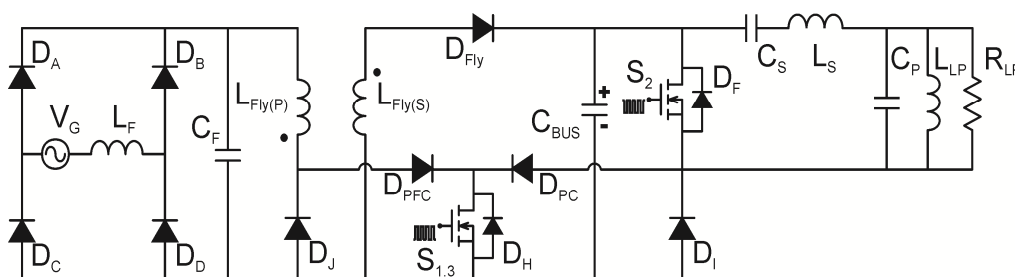 D_A
D_B
V_G
L_F
C_F
L_Fly(P)
L_Fly(S)
D_Fly
S_2
D_F
C_BUS
+
-
C_S
L_S
C_P
L_LP
R_LP
D_PFC
D_PC
D_C
D_D
D_J
S_1.3
D_H
D_I